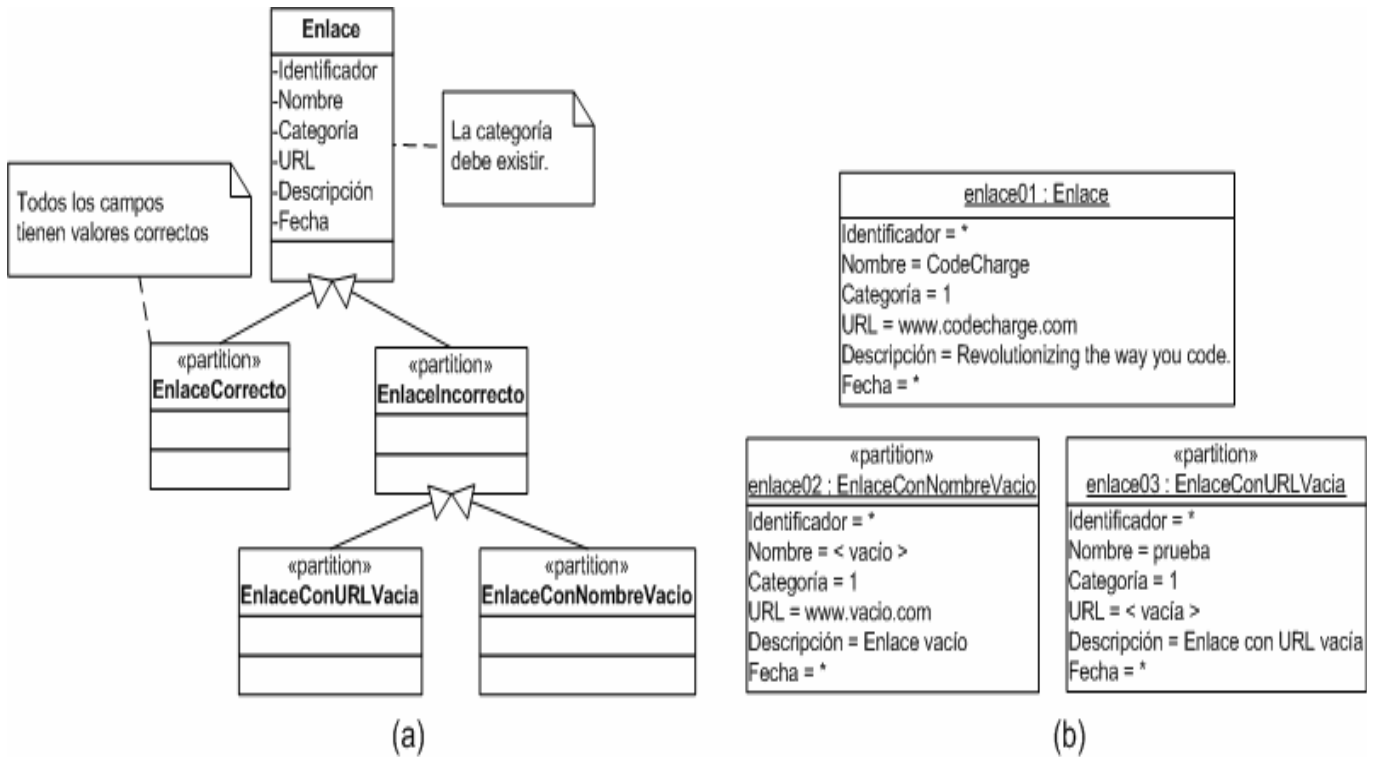 Enlace
-Identificador
-Nombre
-Categoría
-URL
-Descripción
-Fecha
La categoría
debe existir.
Todos los campos
tienen valores correctos
«partition»
EnlaceCorrecto
«partition»
EnlaceIncorrecto
«partition»
EnlaceConURLVacia
«partition»
EnlaceConNombreVacio
(a)
enlace01 : Enlace
Identificador = *
Nombre = CodeCharge
Categoría = 1
URL = www.codecharge.com
Descripción = Revolutionizing the way you code.
Fecha = *
«partition»
enlace02 : EnlaceConNombreVacio
Identificador = *
Nombre = < vacio >
Categoría = 1
URL = www.vacio.com
Descripción = Enlace vacío
Fecha = *
«partition»
enlace03 : EnlaceConURLVacia
Identificador = *
Nombre = prueba
Categoría = 1
URL = < vacía >
Descripción = Enlace con URL vacía
Fecha = *
(b)